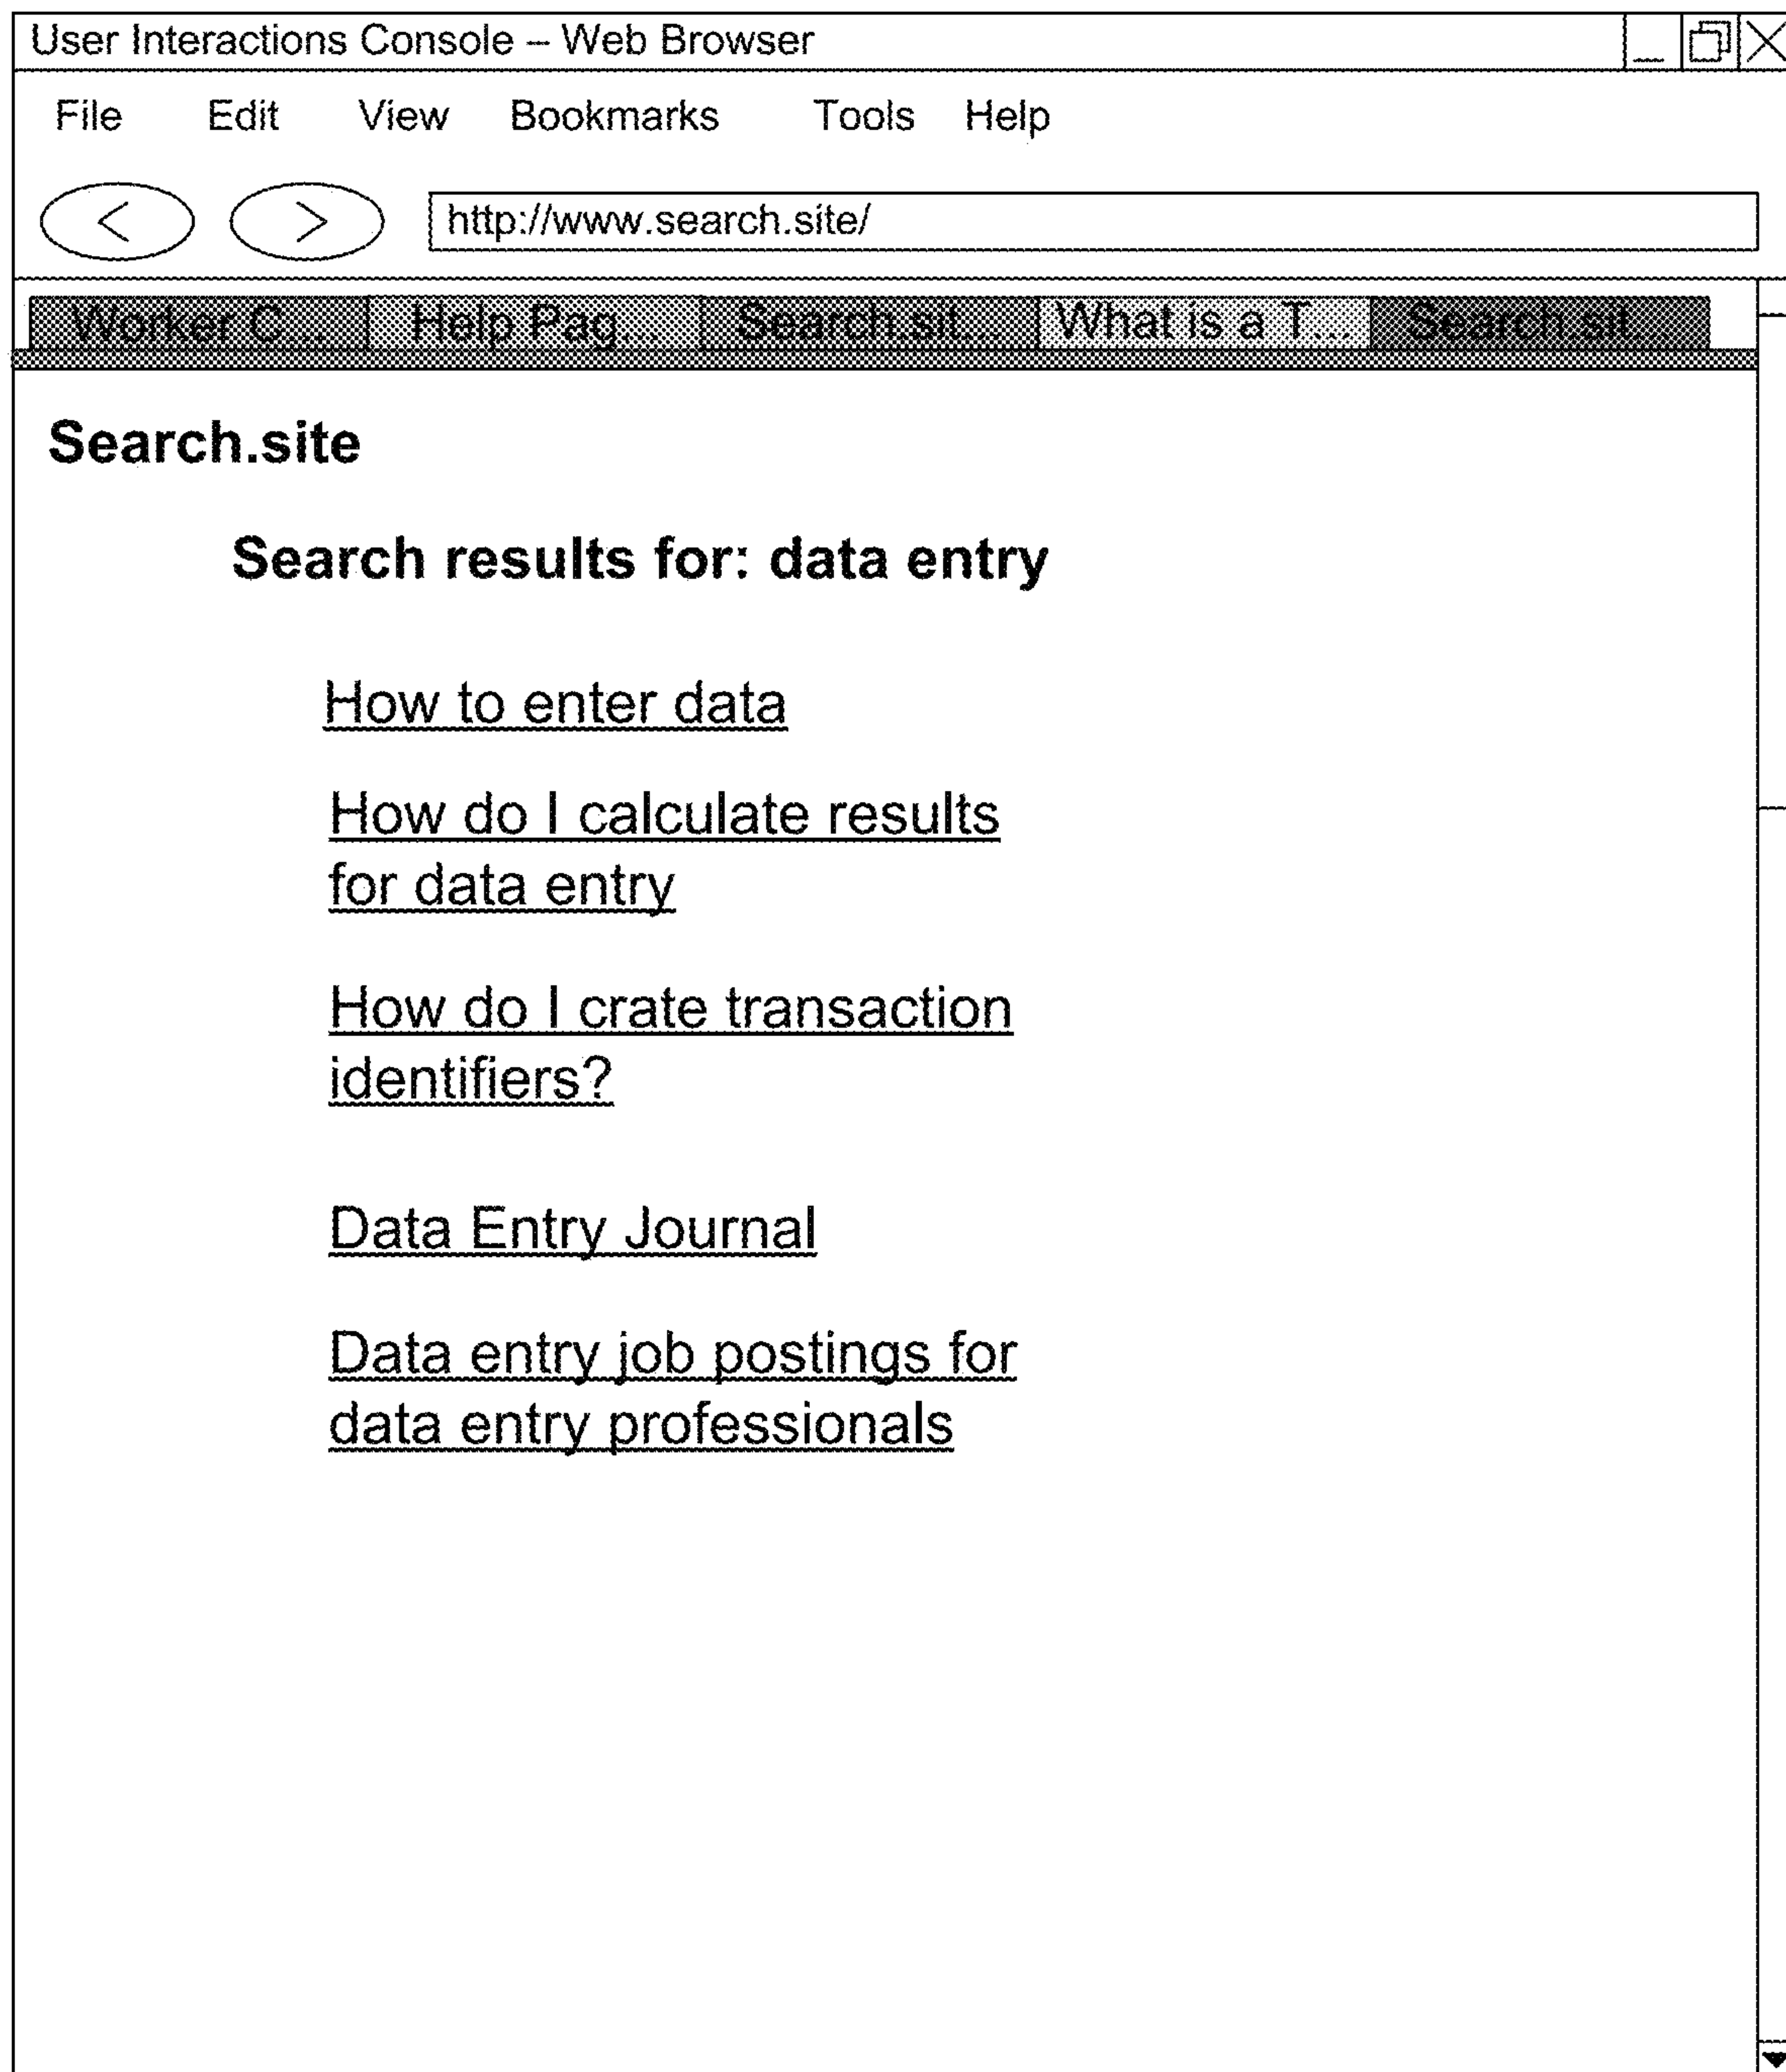 User Interactions Console – Web Browser
File Edit View Bookmarks Tools Help
http://www.search.site/
Worker C... Help Pag... Search.sit... What is a T... Search.sit...
Search.site
Search results for: data entry
How to enter data
How do I calculate results
for data entry
How do I crate transaction
identifiers?
Data Entry Journal
Data entry job postings for
data entry professionals